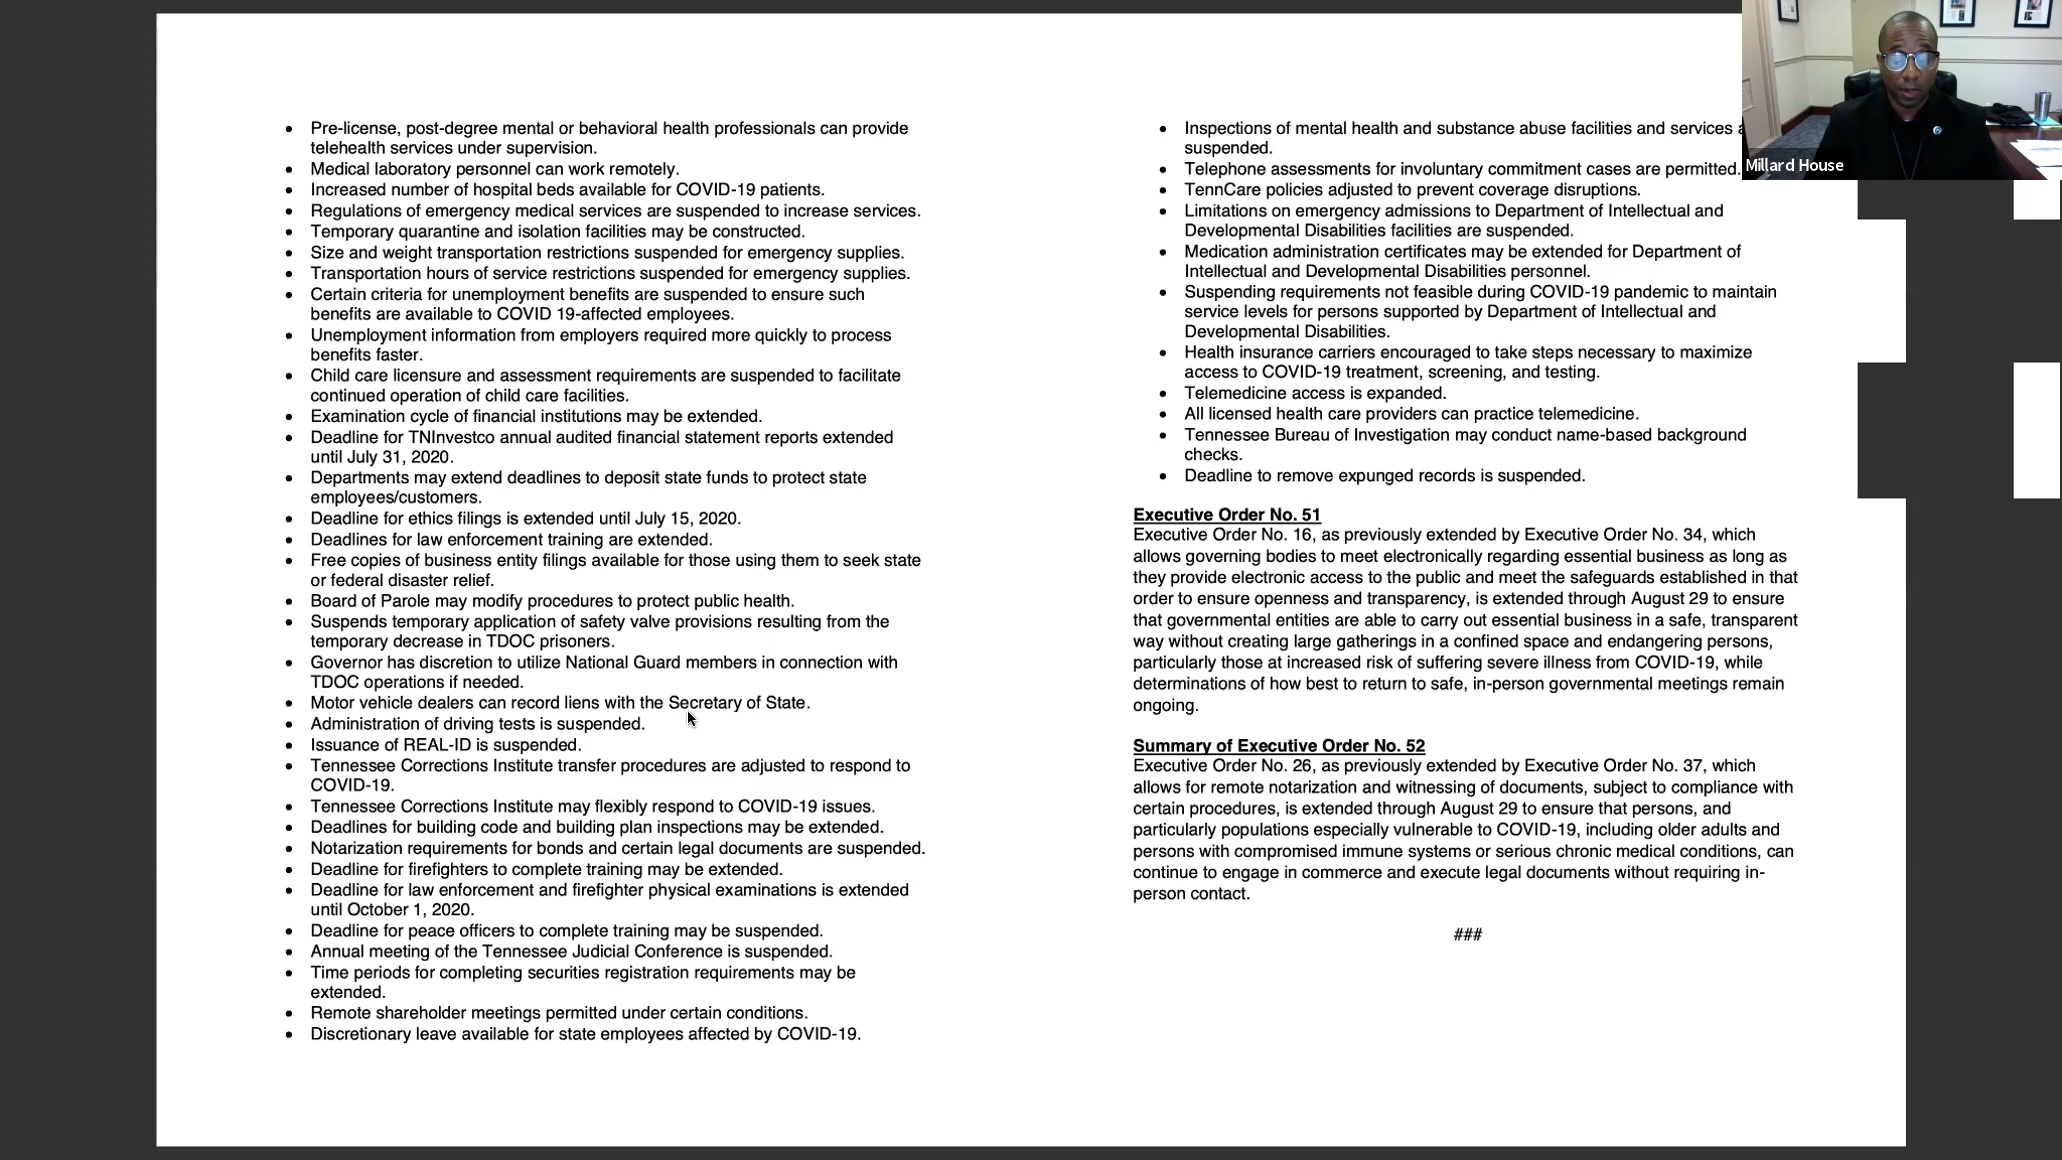 Pre-license, post-degree mental or behavioral health professionals can provide
telehealth services under supervision.
Medical laboratory personnel can work remotely.
Increased number of hospital beds available for COVID-19 patients.
Regulations of emergency medical services are suspended to increase services.
Temporary quarantine and isolation facilities may be constructed.
Size and weight transportation restrictions suspended for emergency supplies.
Transportation hours of service restrictions suspended for emergency supplies.
Certain criteria for unemployment benefits are suspended to ensure such
benefits are available to COVID 19-affected employees.
Unemployment information from employers required more quickly to process
benefits faster.
Child care licensure and assessment requirements are suspended to facilitate
continued operation of child care facilities.
Examination cycle of financial institutions may be extended.
Deadline for TNInvestco annual audited financial statement reports extended
until July 31, 2020.
Departments may extend deadlines to deposit state funds to protect state
employees/customers.
Deadline for ethics filings is extended until July 15, 2020.
Deadlines for law enforcement training are extended.
Free copies of business entity filings available for those using them to seek state
or federal disaster relief.
Board of Parole may modify procedures to protect public health.
Suspends temporary application of safety valve provisions resulting from the
temporary decrease in TDOC prisoners.
Governor has discretion to utilize National Guard members in connection with
TDOC operations if needed.
Motor vehicle dealers can record liens with the Secretary of State.
Administration of driving tests is suspended.
Issuance of REAL-ID is suspended.
Tennessee Corrections Institute transfer procedures are adjusted to respond to
COVID-19.
Tennessee Corrections Institute may flexibly respond to COVID-19 issues.
Deadlines for building code and building plan inspections may be extended.
Notarization requirements for bonds and certain legal documents are suspended.
Deadline for firefighters to complete training may be extended.
Deadline for law enforcement and firefighter physical examinations is extended
until October 1, 2020.
Deadline for peace officers to complete training may be suspended.
Annual meeting of the Tennessee Judicial Conference is suspended.
Time periods for completing securities registration requirements may be
extended.
Remote shareholder meetings permitted under certain conditions.
Discretionary leave available for state employees affected by COVID-19.
Inspections of mental health and substance abuse facilities and services
suspended.
Telephone assessments for involuntary commitment cases are permitted.
TennCare policies adjusted to prevent coverage disruptions.
Limitations on emergency admissions to Department of Intellectual and
Developmental Disabilities facilities are suspended.
Medication administration certificates may be extended for Department of
Intellectual and Developmental Disabilities personnel.
Suspending requirements not feasible during COVID-19 pandemic to maintain
service levels for persons supported by Department of Intellectual and
Developmental Disabilities.
Health insurance carriers encouraged to take steps necessary to maximize
access to COVID-19 treatment, screening, and testing.
Telemedicine access is expanded.
All licensed health care providers can practice telemedicine.
Tennessee Bureau of Investigation may conduct name-based background
checks.
Deadline to remove expunged records is suspended.
Executive Order No. 51
Executive Order No. 16, as previously extended by Executive Order No. 34, which
allows governing bodies to meet electronically regarding essential business as long as
they provide electronic access to the public and meet the safeguards established in that
order to ensure openness and transparency, is extended through August 29 to ensure
that governmental entities are able to carry out essential business in a safe, transparent
way without creating large gatherings in a confined space and endangering persons,
particularly those at increased risk of suffering severe illness from COVID-19, while
determinations of how best to return to safe, in-person governmental meetings remain
ongoing.
Summary of Executive Order No. 52
Executive Order No. 26, as previously extended by Executive Order No. 37, which
allows for remote notarization and witnessing of documents, subject to compliance with
certain procedures, is extended through August 29 to ensure that persons, and
particularly populations especially vulnerable to COVID-19, including older adults and
persons with compromised immune systems or serious chronic medical conditions, can
continue to engage in commerce and execute legal documents without requiring in-
person contact.
###
Millard House